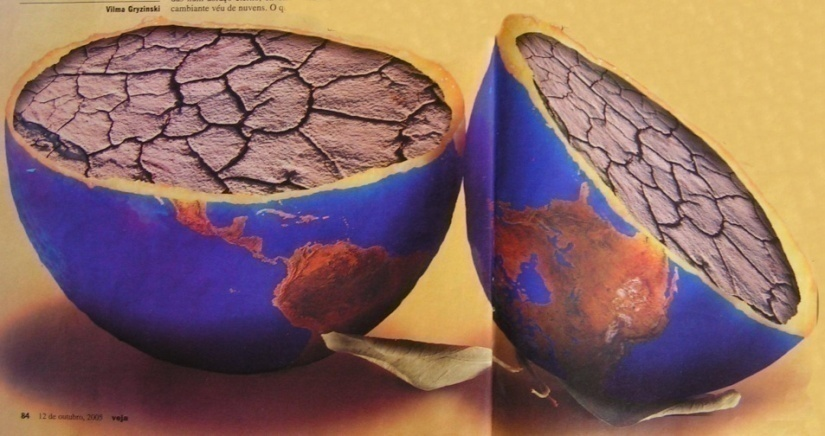 Vilma Gryzinski
cambiante véu de nuvens. O q
84 12 de outubro, 2005 veja